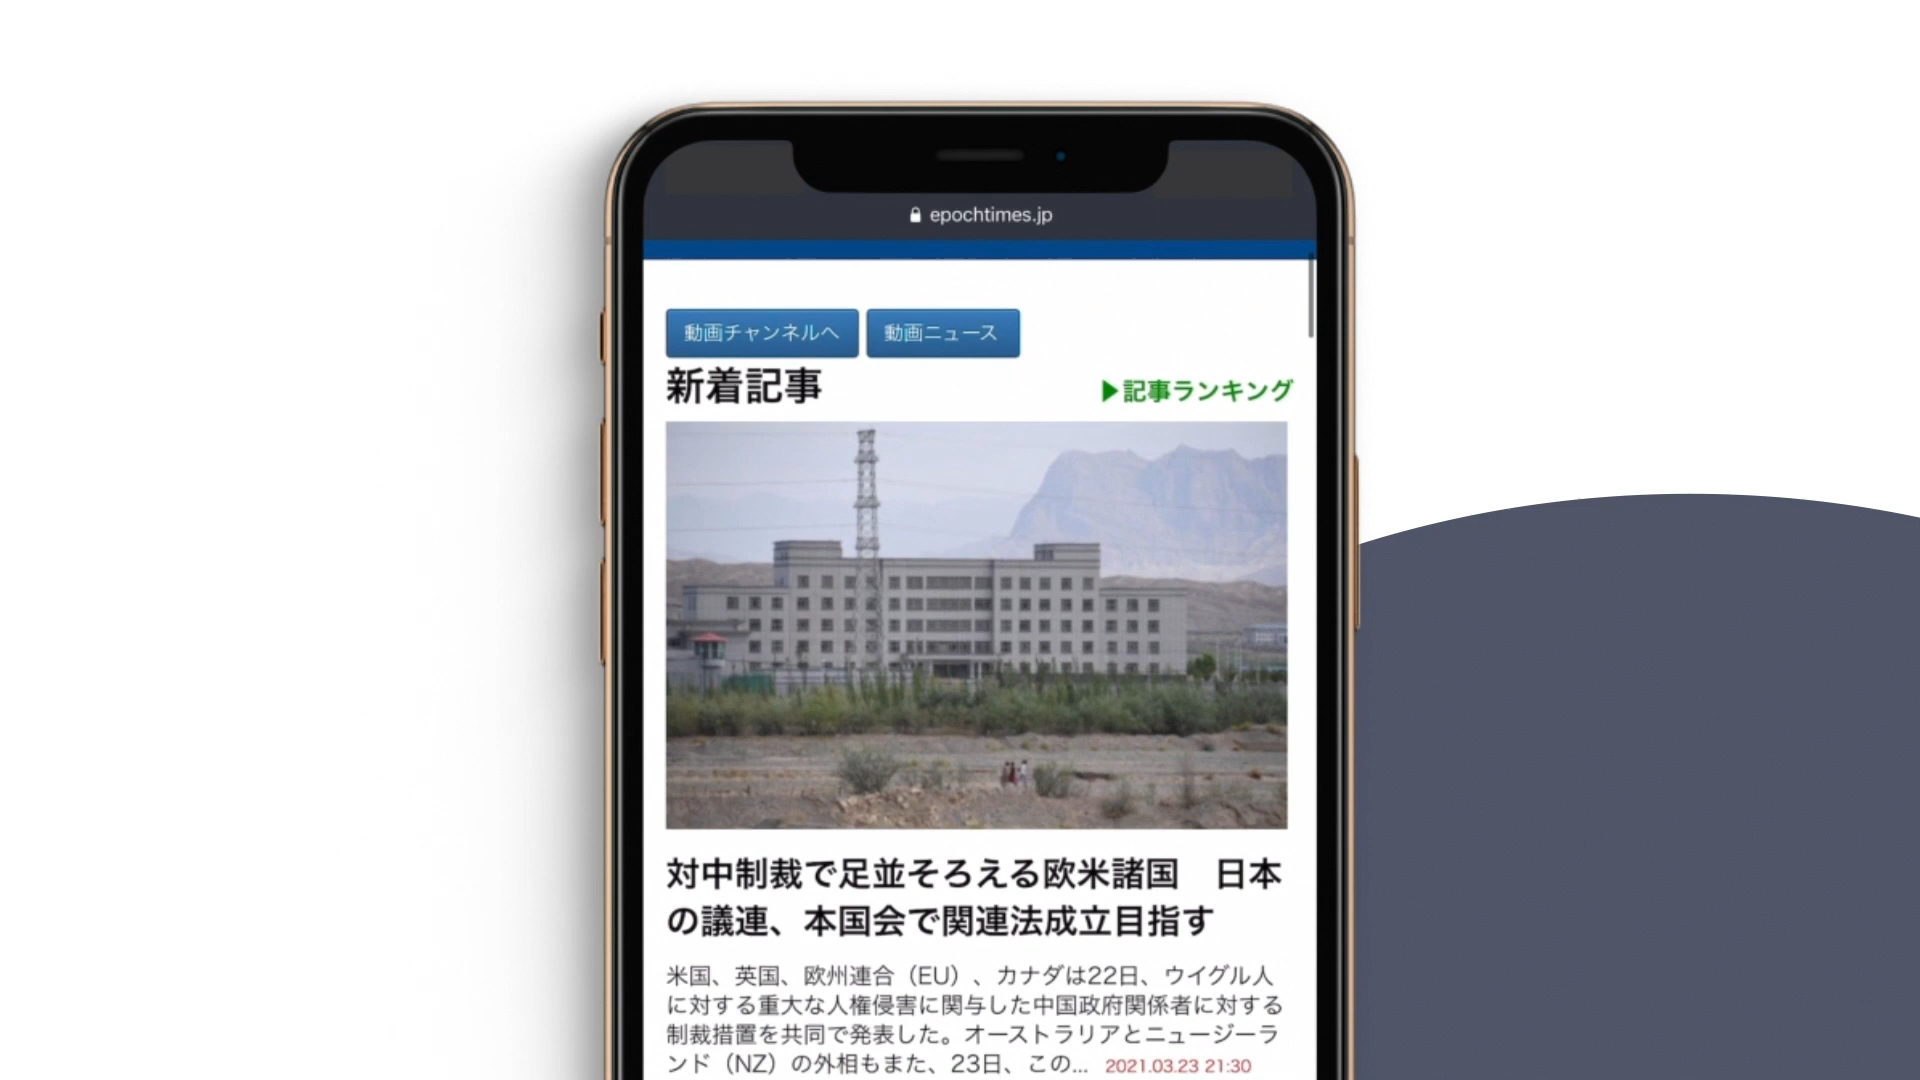 epochtimes.jp
動画チャンネルへ 動画ニュース
新着記事 ▶記事ランキング
対中制裁で足並そろえる欧米諸国　日本
の議連、本国会で関連法成立目指す
米国、英国、欧州連合（EU）、カナダは22日、ウイグル人
に対する重大な人権侵害に関与した中国政府関係者に対する
制裁措置を共同で発表した。オーストラリアとニュージーラ
ンド（NZ）の外相もまた、23日、この... 2021.03.23 21:30